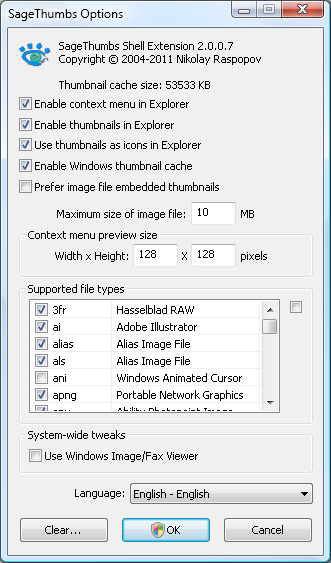 SageThumbs Options
SageThumbs Shell Extension 2.0.0.7
Copyright © 2004-2011 Nikolay Raspopov
Thumbnail cache size: 53533 KB
Enable context menu in Explorer
Enable thumbnails in Explorer
Use thumbnails as icons in Explorer
Enable Windows thumbnail cache
Prefer image file embedded thumbnails
Maximum size of image file: 10 MB
Context menu preview size
Width x Height: 128 X 128 pixels
Supported file types
3fr Hasselblad RAW
ai Adobe Illustrator
alias Alias Image File
als Alias Image File
ani Windows Animated Cursor
apng Portable Network Graphics
System-wide tweaks
Use Windows Image/Fax Viewer
Language: English - English
Clear... OK Cancel